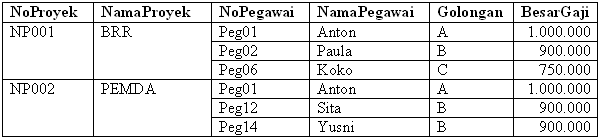 NoProyek NamaProyek NoPegawai NamaPegawai Golongan BesarGaji
NP001 BRR Peg01 Anton A 1.000.000
Peg02 Paula B 900.000
Peg06 Koko C 750.000
NP002 PEMDA Peg01 Anton A 1.000.000
Peg12 Sita B 900.000
Peg14 Yusni B 900.000